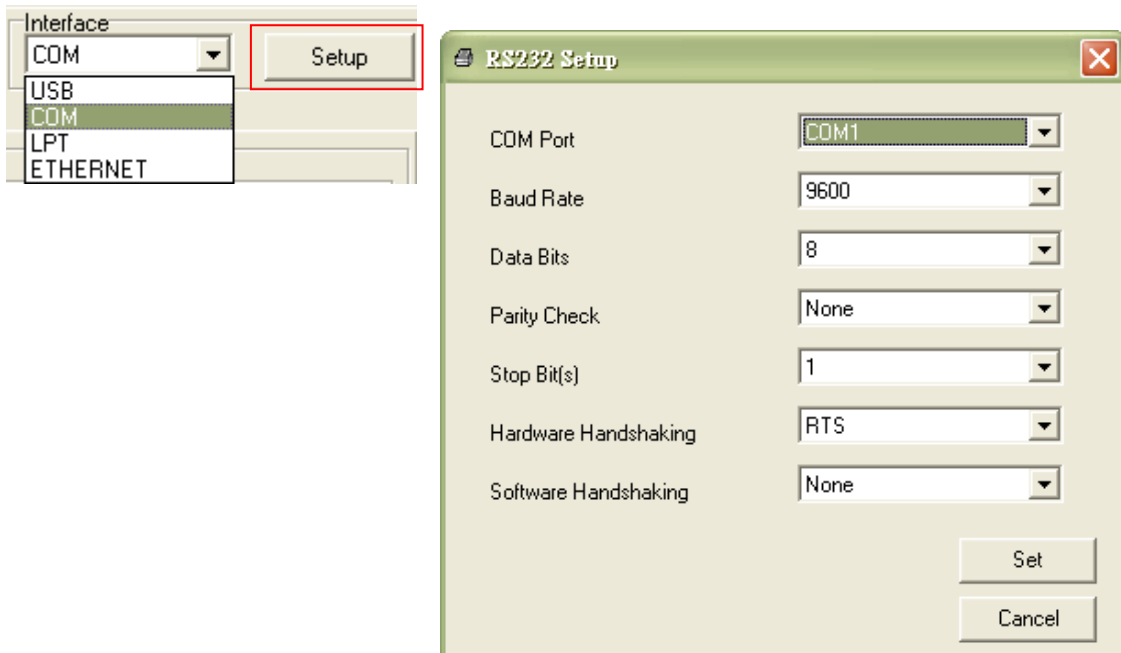 Interface
COM
Setup
USB
COM
LPT
ETHERNET
RS232 Setup
COM Port COM1
Baud Rate 9600
Data Bits 8
Parity Check None
Stop Bit(s) 1
Hardware Handshaking RTS
Software Handshaking None
Set
Cancel